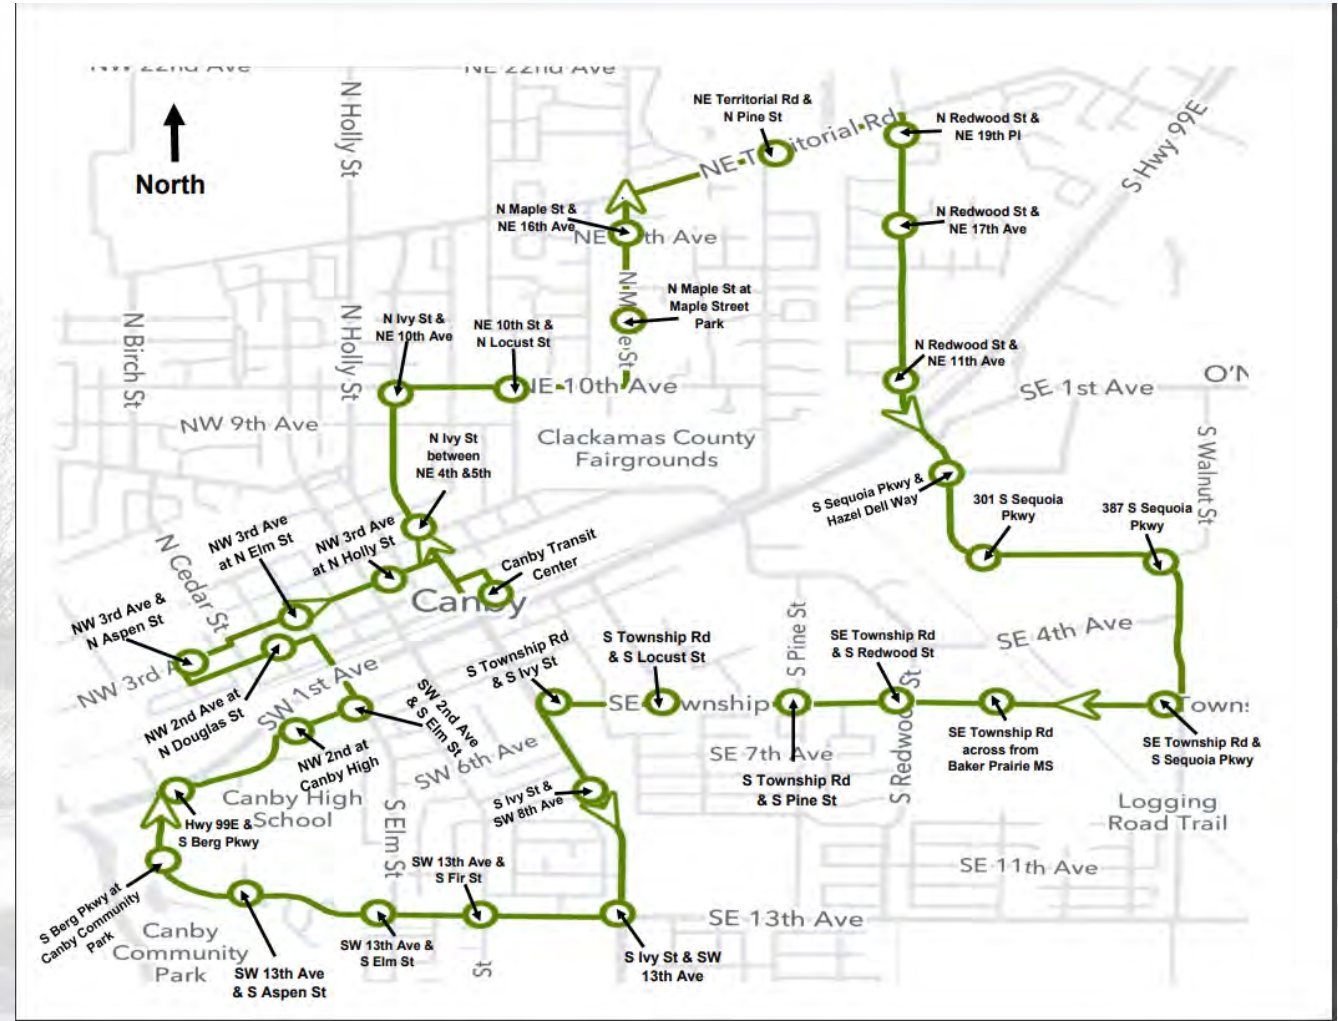 NW 22nd Ave
NE 22nd Ave
North
N Holly St
NE Territorial Rd &
N Pine St
NE T
itorial Rd
N Redwood St &
NE 19th Pl
S Hwy 99E
N Maple St &
NE 16th Ave
NE
th Ave
N Redwood St &
NE 17th Ave
N M
e St
N Maple St at
Maple Street
Park
N Birch St
N Holly St
N Ivy St &
NE 10th Ave
NE 10th St &
N Locust St
NE 10th Ave
N Redwood St &
NE 11th Ave
SE 1st Ave
O'N
NW 9th Ave
Clackamas County
Fairgrounds
N Ivy St
between
NE 4th &5th
S Walnut St
S Sequoia Pkwy &
Hazel Dell Way
301 S Sequoia
Pkwy
387 S Sequoia
Pkwy
N Cedar St
NW 3rd Ave
at N Elm St
NW 3rd Ave
at N Holly St
Canby Transit
Center
Canby
NW 3rd Ave &
N Aspen St
NW 3rd A
NW 2nd Ave at
N Douglas St
SW 1st Ave
S Township Rd
& S Ivy St
S Township Rd
& S Locust St
S Pine St
SE Township Rd
& S Redwood St
SE 4th Ave
SE
wnship
Towns
SW 2nd Ave
& S Elm St
NW 2nd at
Canby High
SW 6th Ave
SE 7th Ave
S Township Rd
& S Pine St
S Redwoo
St
SE Township Rd
across from
Baker Prairie MS
SE Township Rd &
S Sequoia Pkwy
Canby High
School
Hwy 99E &
S Berg Pkwy
S Elm St
S Ivy St &
SW 8th Ave
Logging
Road Trail
SW 13th Ave &
S Fir St
SE 11th Ave
S Berg Pkwy at
Canby Community
Park
Canby
Community
Park
SW 13th Ave
& S Aspen St
SW 13th Ave &
S Elm St
St
S Ivy St & SW
13th Ave
SE 13th Ave